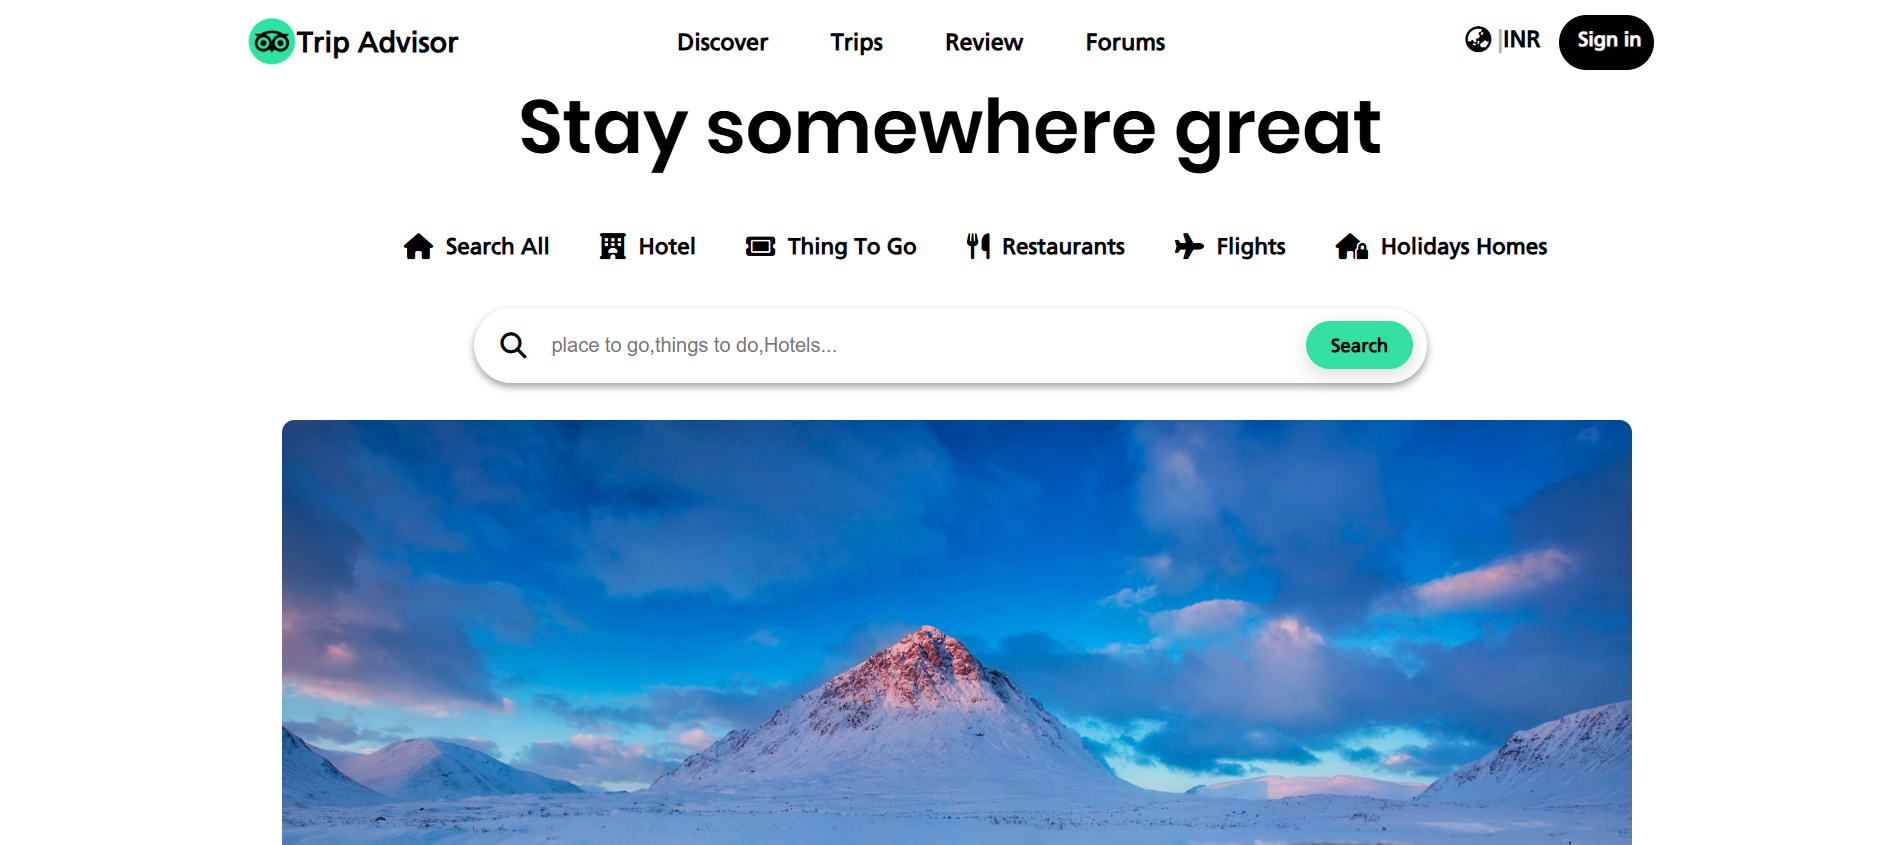 Trip Advisor Discover Trips Review Forums |INR Sign in
Stay somewhere great
Search All Hotel Thing To Go Restaurants Flights Holidays Homes
place to go,things to do,Hotels... Search